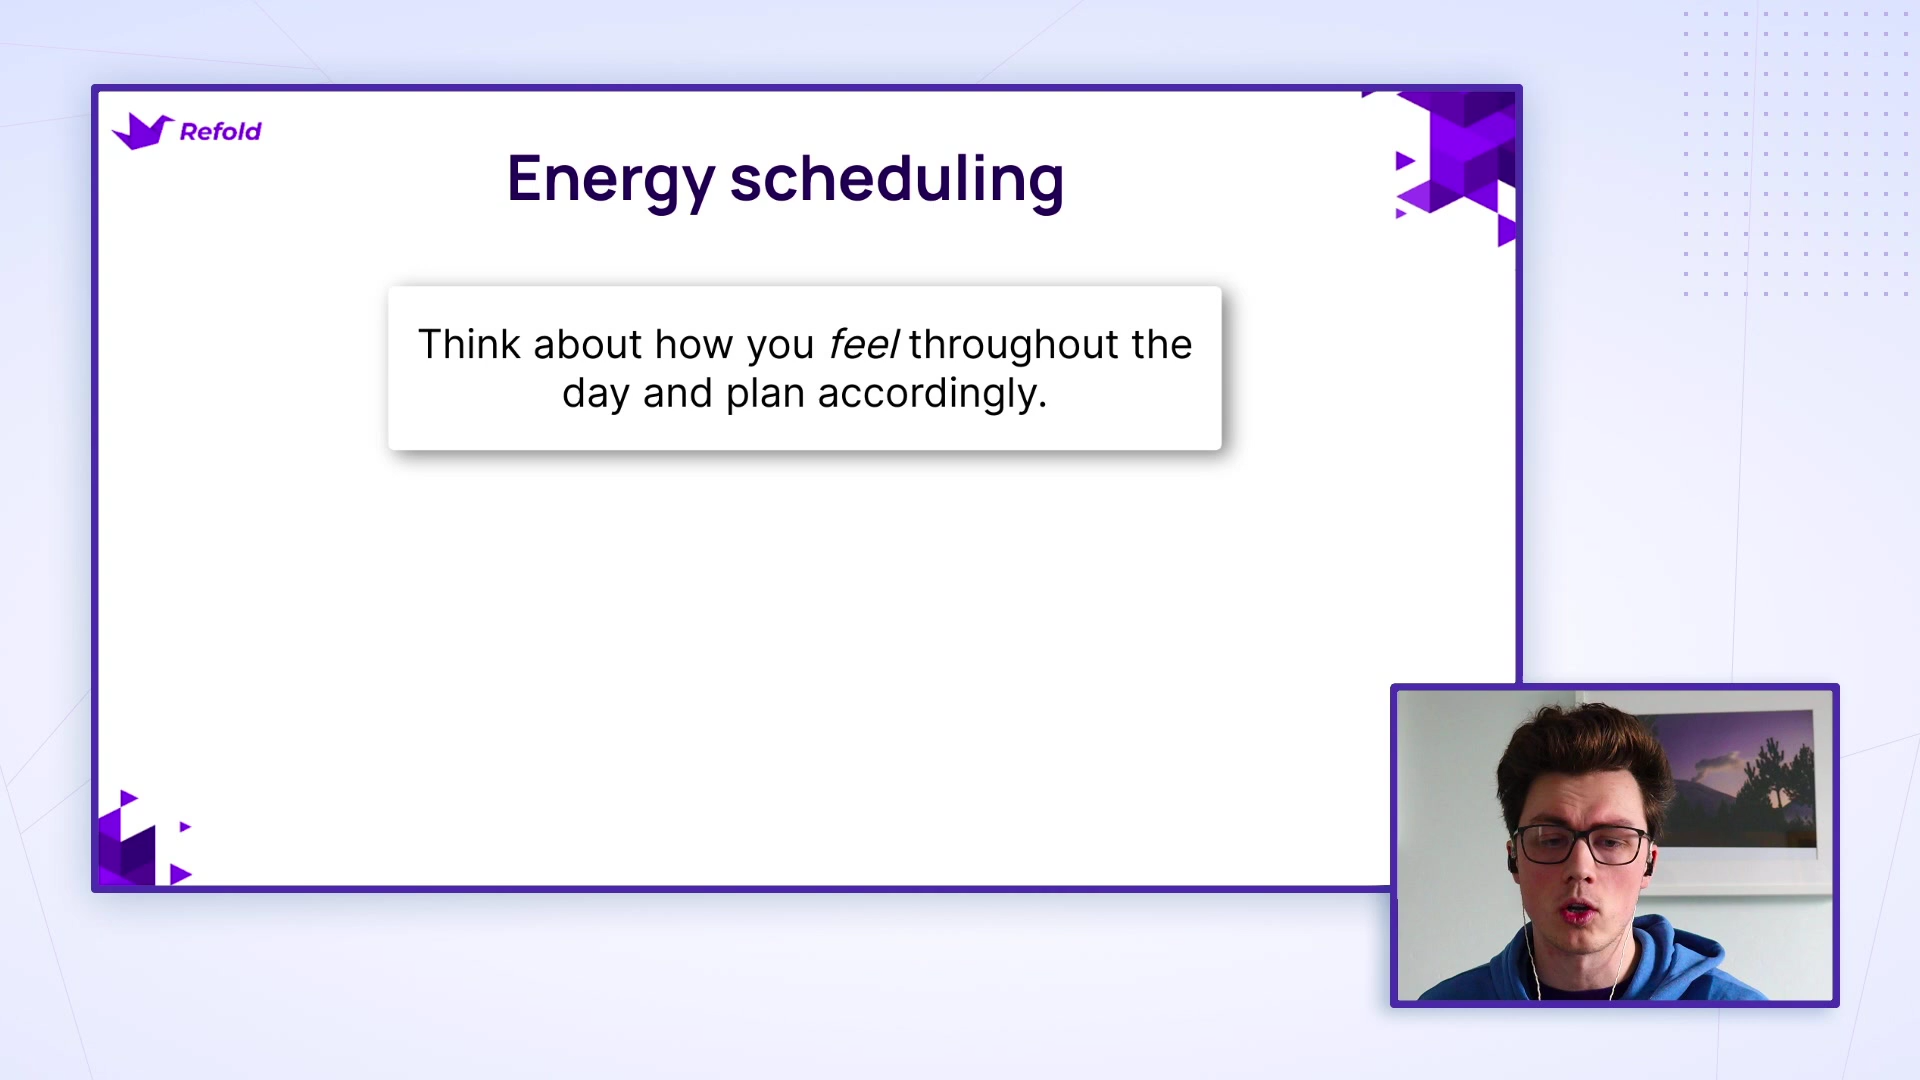 Refold
Energy scheduling
Think about how you feel throughout the
day and plan accordingly.